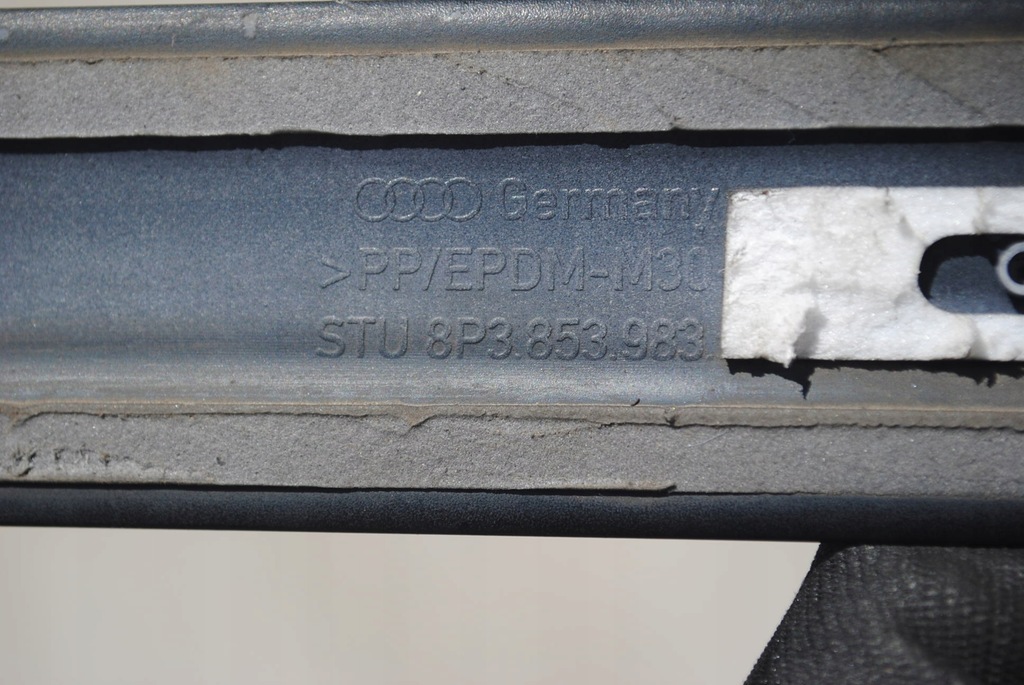 Germany
>PP/EPDM-M30
STU 8P3.853.983